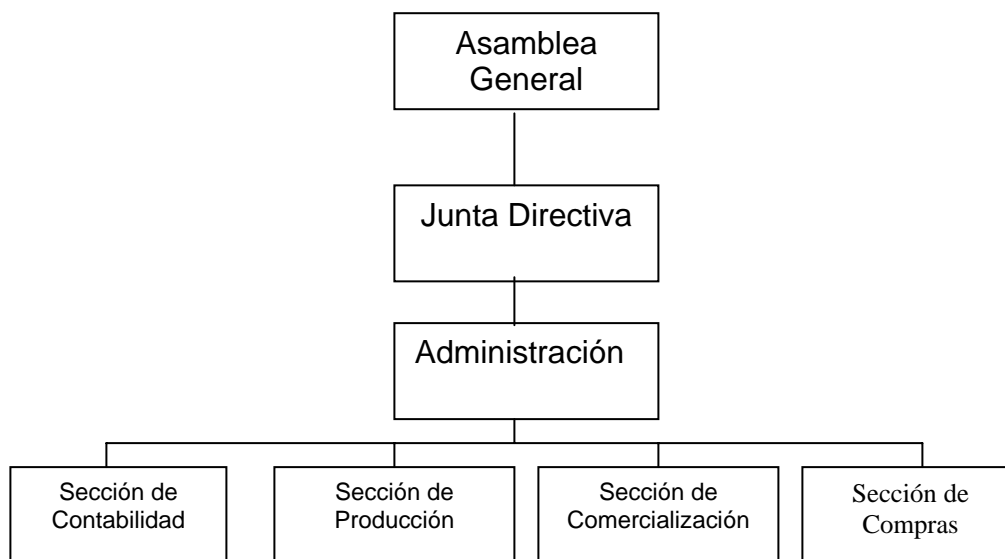 Asamblea
General
Junta Directiva
Administración
Sección de
Contabilidad
Sección de
Producción
Sección de
Comercialización
Sección de
Compras